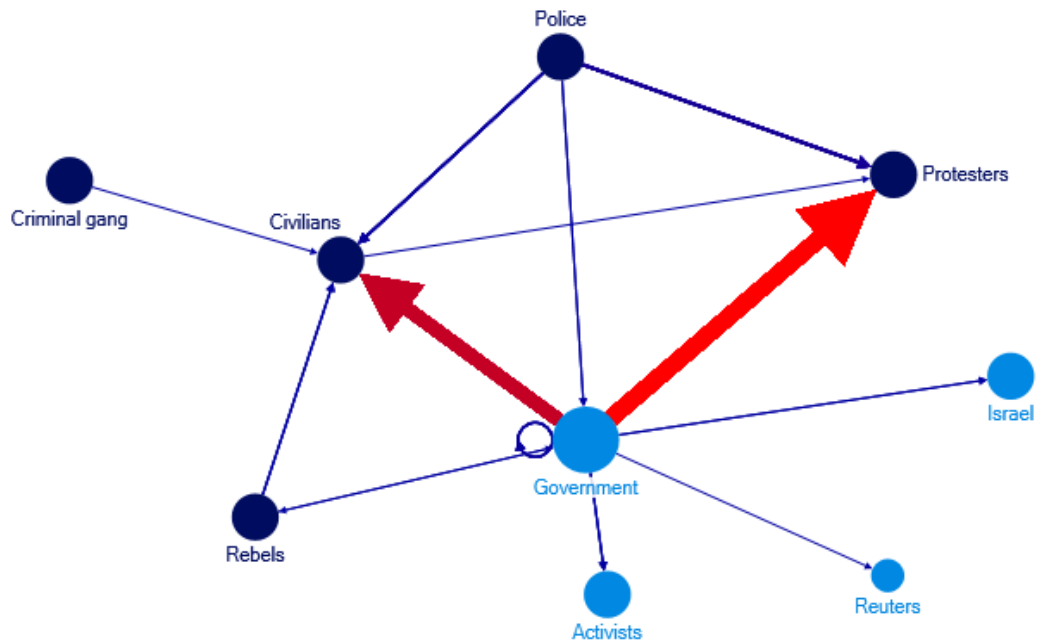 Police
Protesters
Criminal gang
Civilians
Israel
Government
Rebels
Reuters
Activists